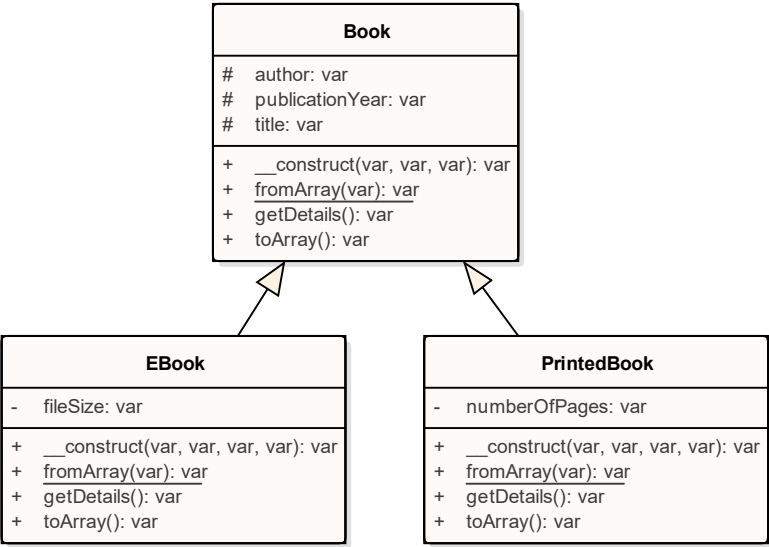 Book
# author: var
# publicationYear: var
# title: var
+ __construct(var, var, var): var
+ fromArray(var): var
+ getDetails(): var
+ toArray(): var
EBook
- fileSize: var
+ __construct(var, var, var, var): var
+ fromArray(var): var
+ getDetails(): var
+ toArray(): var
PrintedBook
- numberOfPages: var
+ __construct(var, var, var, var): var
+ fromArray(var): var
+ getDetails(): var
+ toArray(): var